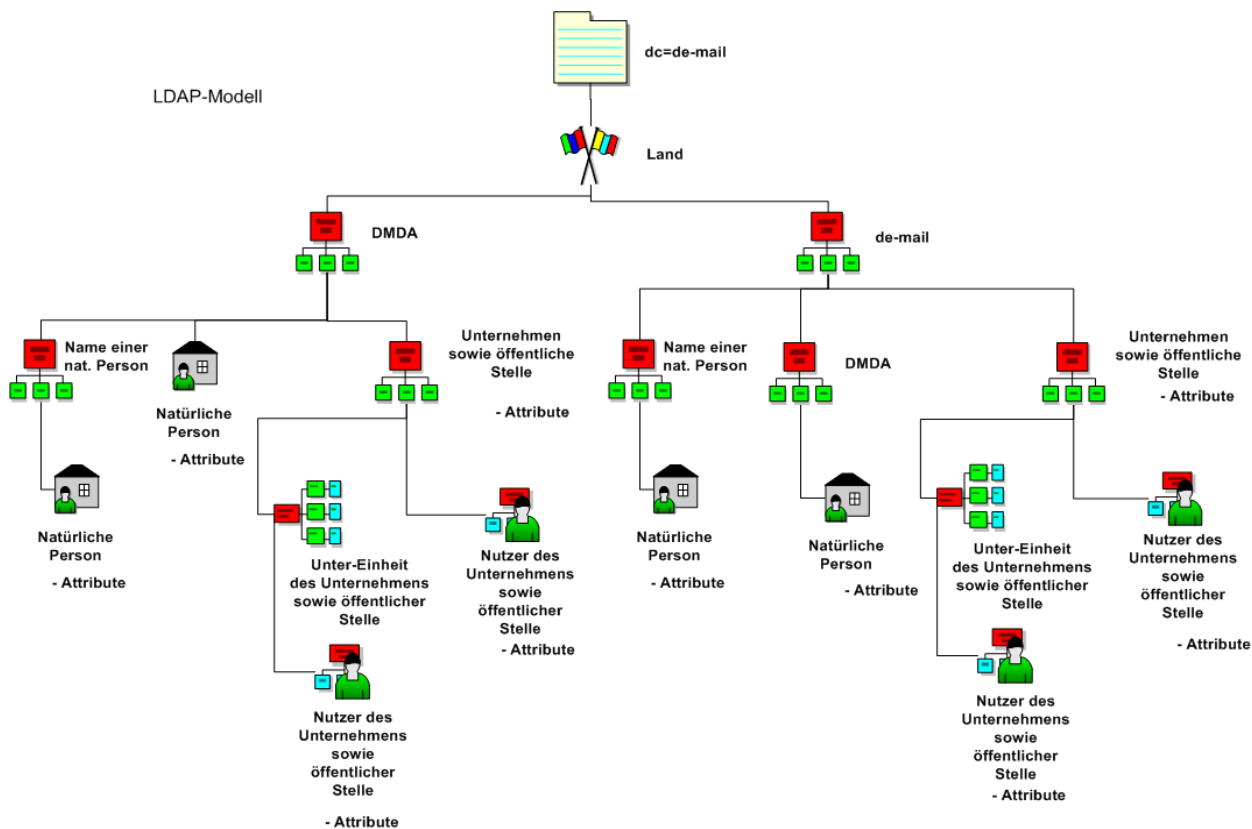 dc=de-mail
LDAP-Modell
Land
DMDA
de-mail
Name einer
nat. Person
Natürliche
Person
- Attribute
Unternehmen
sowie öffentliche
Stelle
- Attribute
Natürliche
Person
- Attribute
Unter-Einheit
des Unternehmens
sowie öffentlicher
Stelle
Nutzer des
Unternehmens
sowie
öffentlicher
Stelle
- Attribute
Nutzer des
Unternehmens
sowie
öffentlicher
Stelle
- Attribute
Name einer
nat. Person
DMDA
Unternehmen
sowie öffentliche
Stelle
- Attribute
Natürliche
Person
- Attribute
Natürliche
Person
- Attribute
Unter-Einheit
des Unternehmens
sowie öffentlicher
Stelle
Nutzer des
Unternehmens
sowie
öffentlicher
Stelle
- Attribute
Nutzer des
Unternehmens
sowie
öffentlicher
Stelle
- Attribute